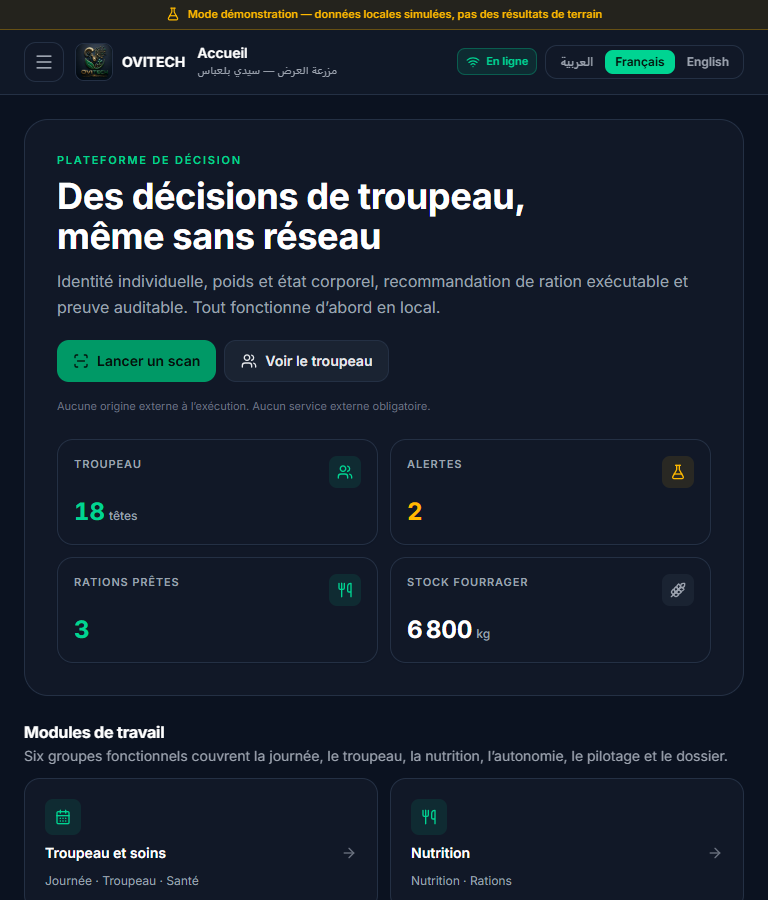 Mode démonstration — données locales simulées, pas des résultats de terrain
OVITECH
OVITECH
Accueil
مزرعة العرض — سيدي بلعباس
En ligne
العربية
Français
English
PLATEFORME DE DÉCISION
Des décisions de troupeau,
même sans réseau
Identité individuelle, poids et état corporel, recommandation de ration exécutable et
preuve auditable. Tout fonctionne d’abord en local.
Lancer un scan
Voir le troupeau
Aucune origine externe à l’exécution. Aucun service externe obligatoire.
TROUPEAU
18 têtes
ALERTES
2
RATIONS PRÊTES
3
STOCK FOURRAGER
6 800 kg
Modules de travail
Six groupes fonctionnels couvrent la journée, le troupeau, la nutrition, l’autonomie, le pilotage et le dossier.
Troupeau et soins
Journée · Troupeau · Santé
Nutrition
Nutrition · Rations